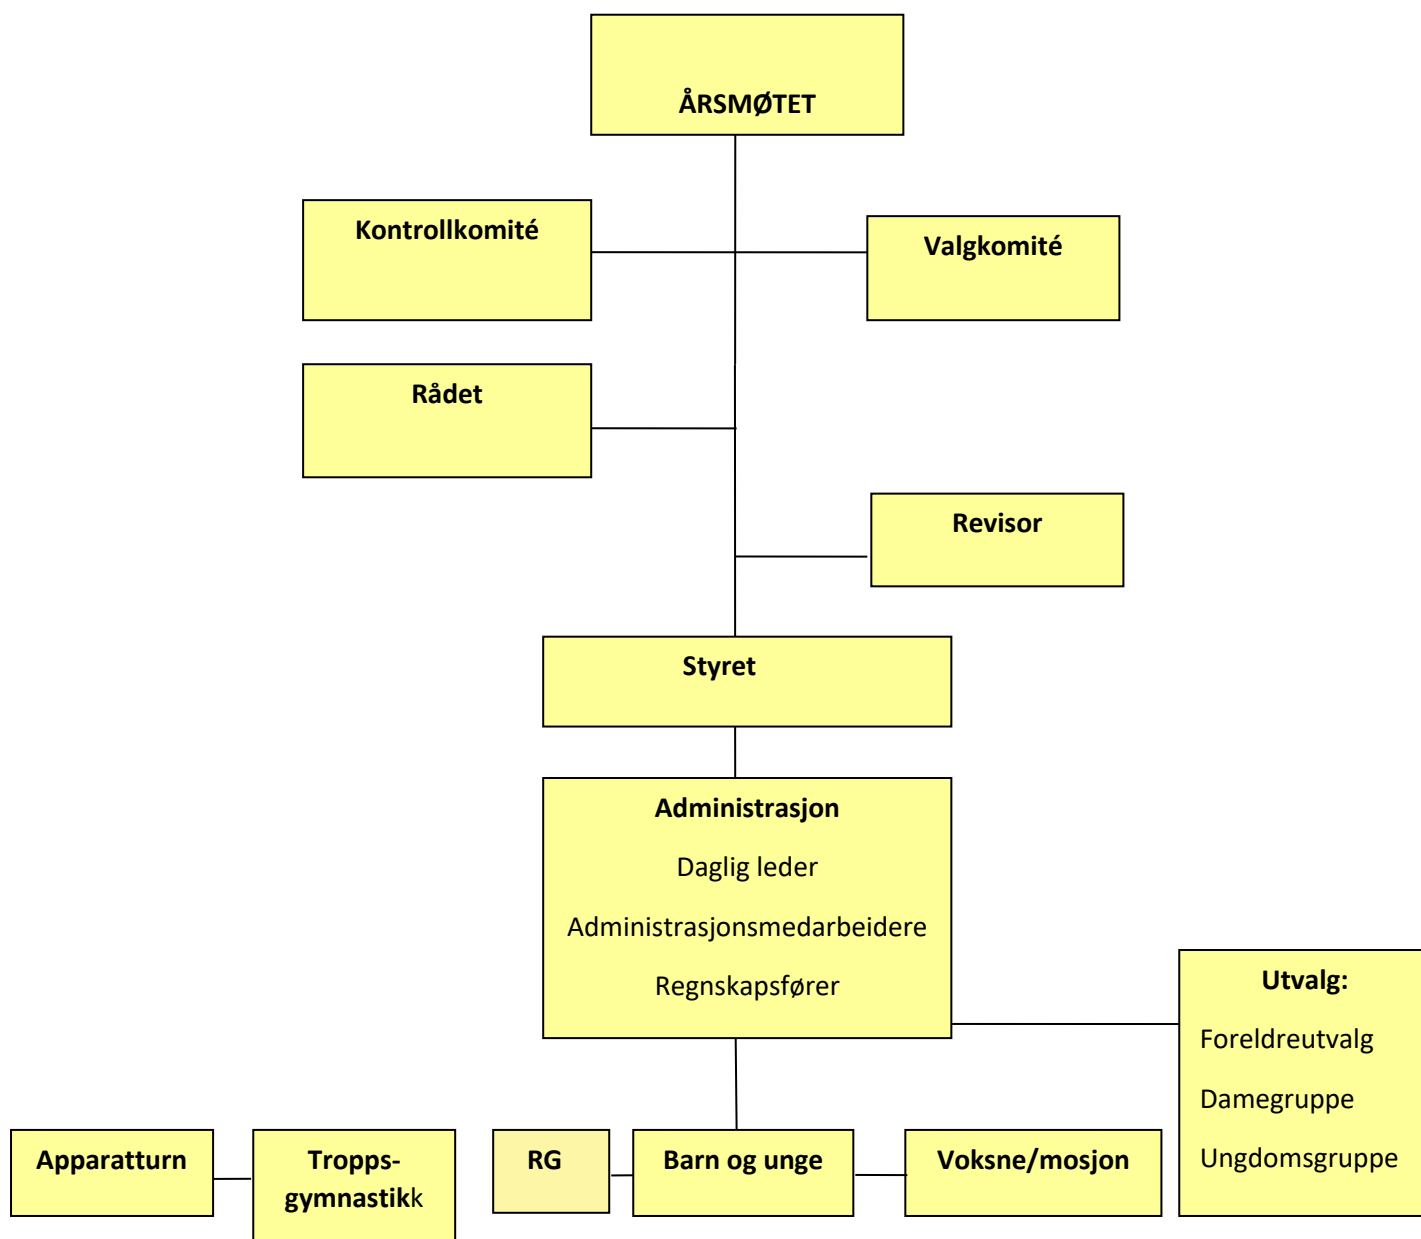 ÅRSMØTET
Kontrollkomité
Valgkomité
Rådet
Revisor
Styret
Administrasjon
Daglig leder
Administrasjonsmedarbeidere
Regnskapsfører
Utvalg:
Foreldreutvalg
Damegruppe
Ungdomsgruppe
Apparatturn
Tropps-
gymnastikk
RG
Barn og unge
Voksne/mosjon